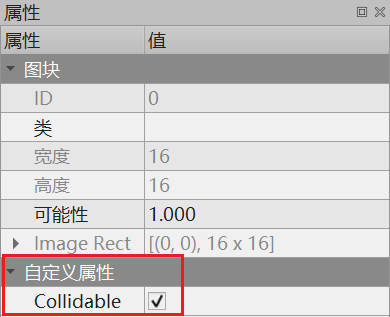 属性
属性 值
图块
ID 0
类
宽度 16
高度 16
可能性 1.000
Image Rect [(0, 0), 16 x 16]
自定义属性
Collidable